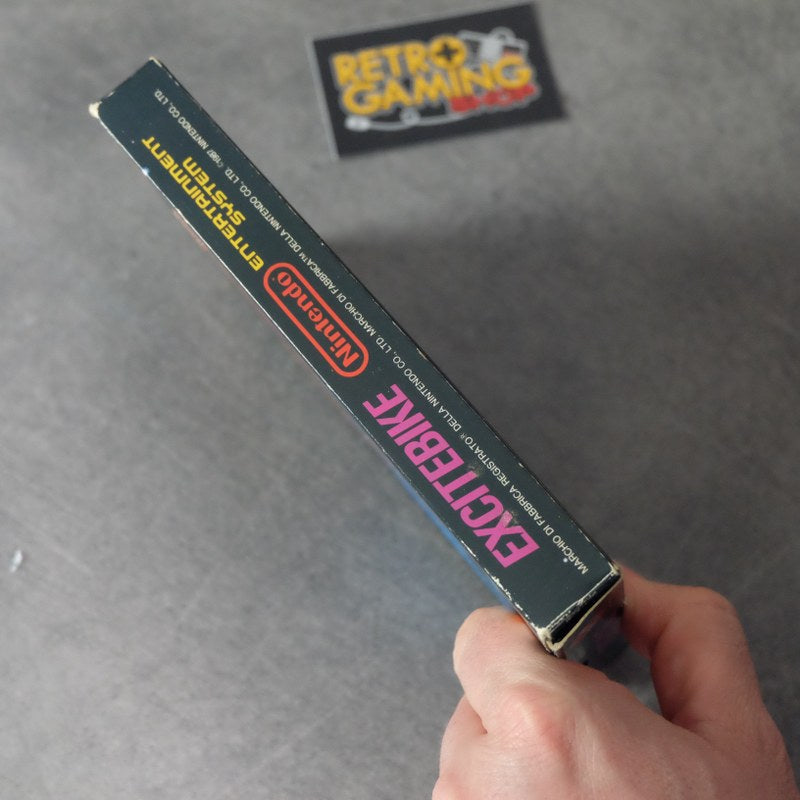 RETRO
GAMING
SHOP
EXCITEBIKE
Nintendo®
ENTERTAINMENT
SYSTEM
MARCHIO DI FABBRICA REGISTRATO® DELLA NINTENDO CO., LTD. MARCHIO DI FABBRICA™ DELLA NINTENDO CO., LTD. ©1987 NINTENDO CO., LTD.